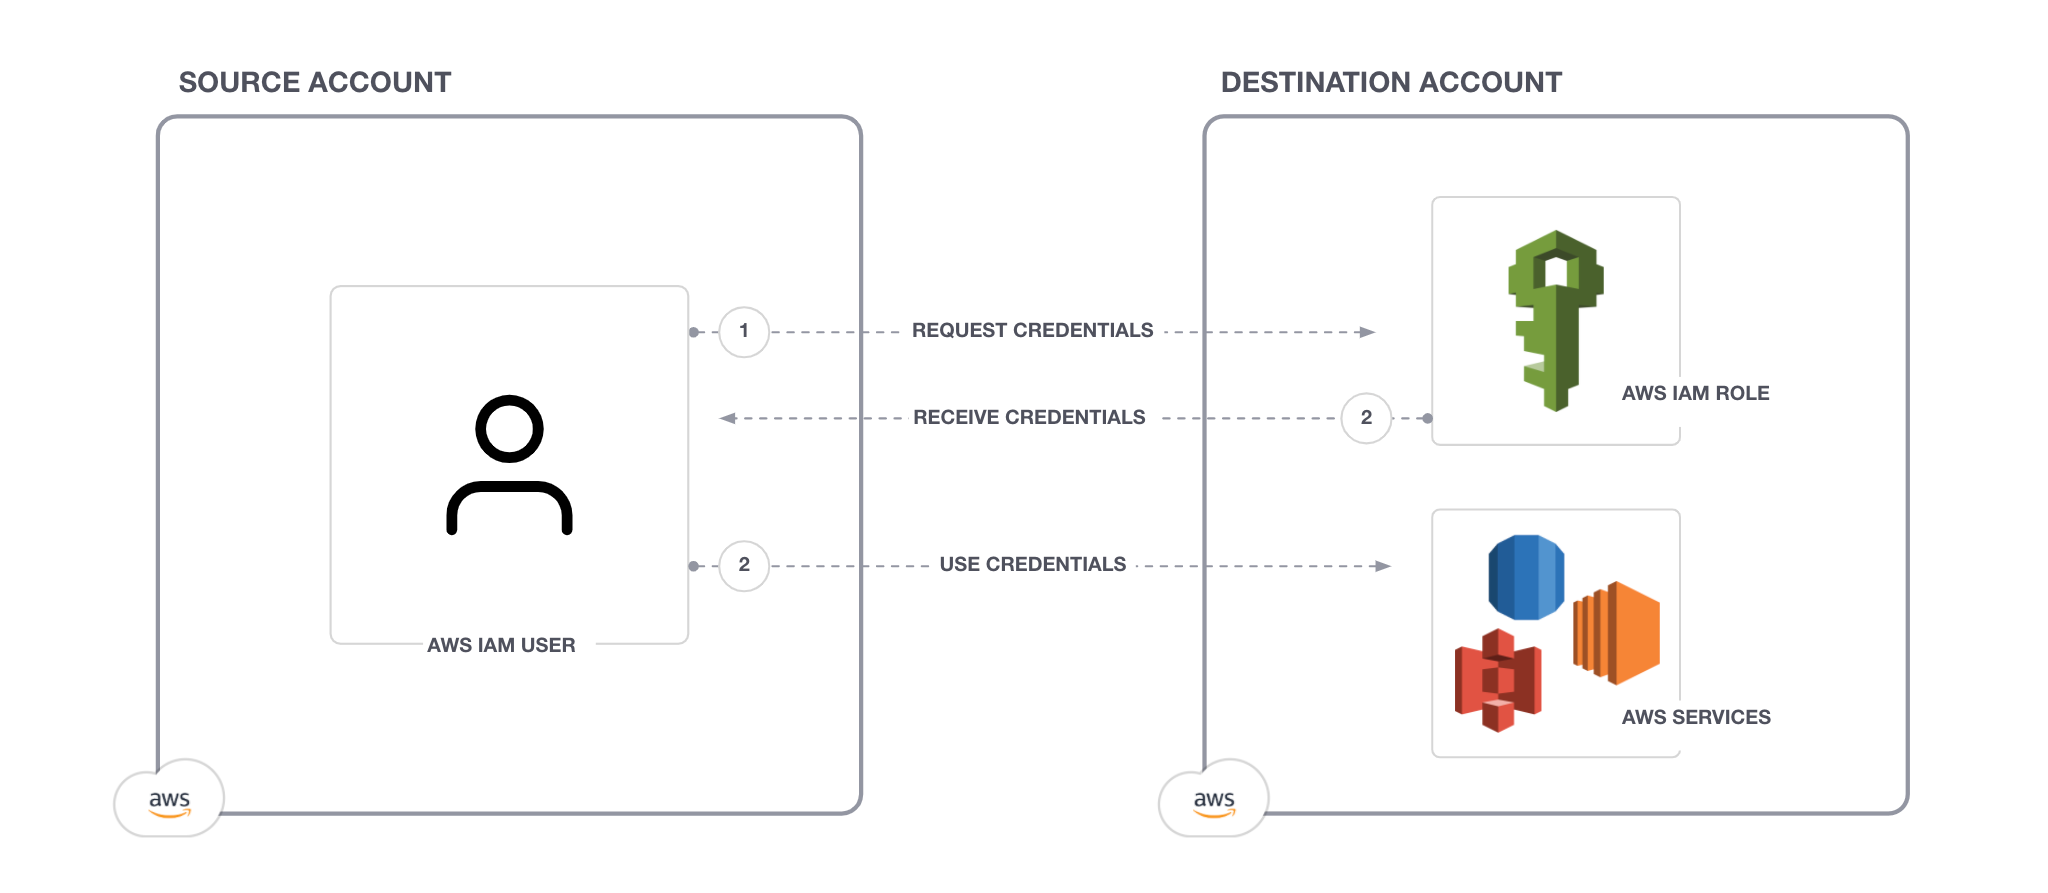 SOURCE ACCOUNT
DESTINATION ACCOUNT
1
REQUEST CREDENTIALS
AWS IAM ROLE
RECEIVE CREDENTIALS
2
2
USE CREDENTIALS
AWS IAM USER
AWS SERVICES
aws
aws